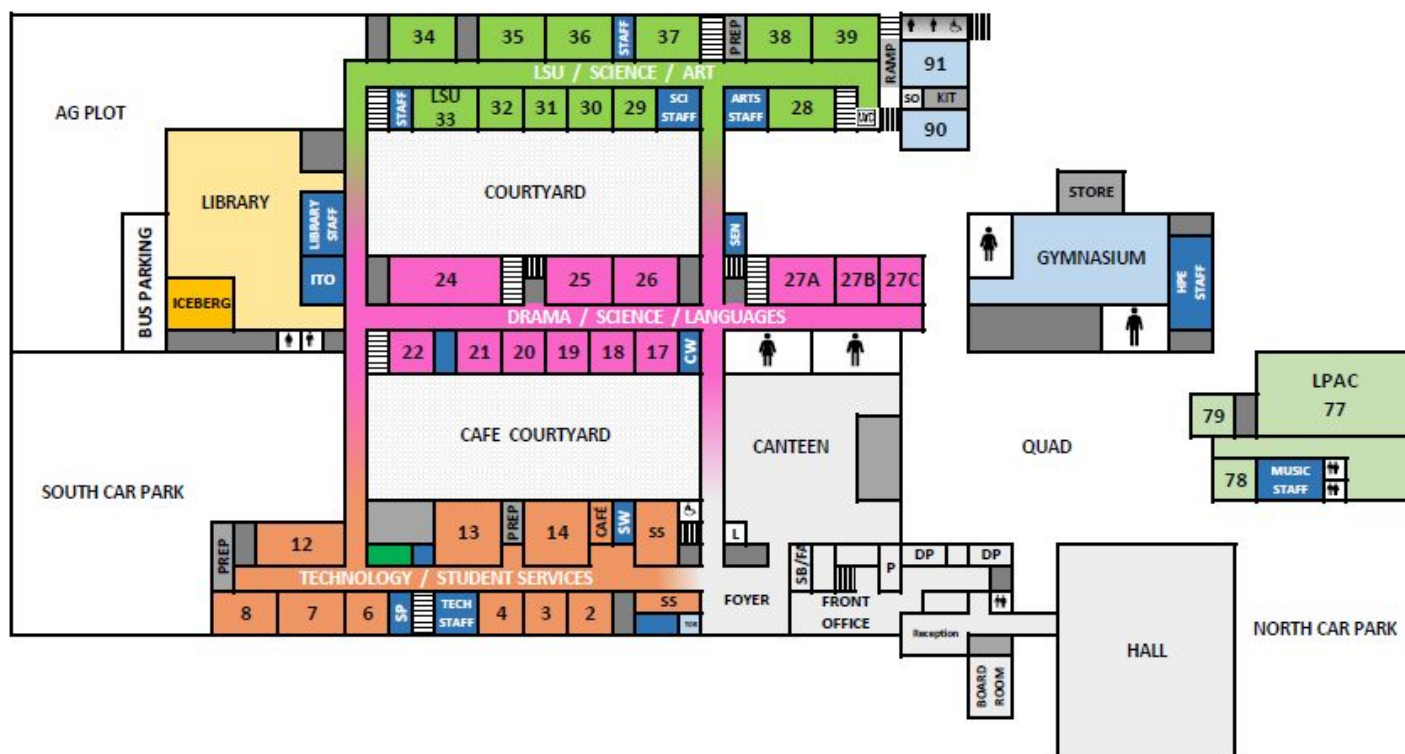 34
35
36
STAFF
37
PREP
38
39
RAMP
91
LSU / SCIENCE / ART
AG PLOT
STAFF
LSU
33
32
31
30
29
SCI
STAFF
ARTS
STAFF
28
SO
KIT
90
LIBRARY
LIBRARY
STAFF
COURTYARD
SEN
STORE
GYMNASIUM
HPE
STAFF
BUS PARKING
ICEBERG
ITO
24
25
26
27A
27B
27C
DRAMA / SCIENCE / LANGUAGES
22
21
20
19
18
17
CW
LPAC
77
79
CAFE COURTYARD
CANTEEN
QUAD
78
MUSIC
STAFF
SOUTH CAR PARK
PREP
12
13
PREP
14
CAFÉ
SW
SS
L
SB/FA
P
DP
DP
TECHNOLOGY / STUDENT SERVICES
8
7
6
SP
TECH
STAFF
4
3
2
SS
FOYER
FRONT
OFFICE
Reception
BOARD
ROOM
HALL
NORTH CAR PARK